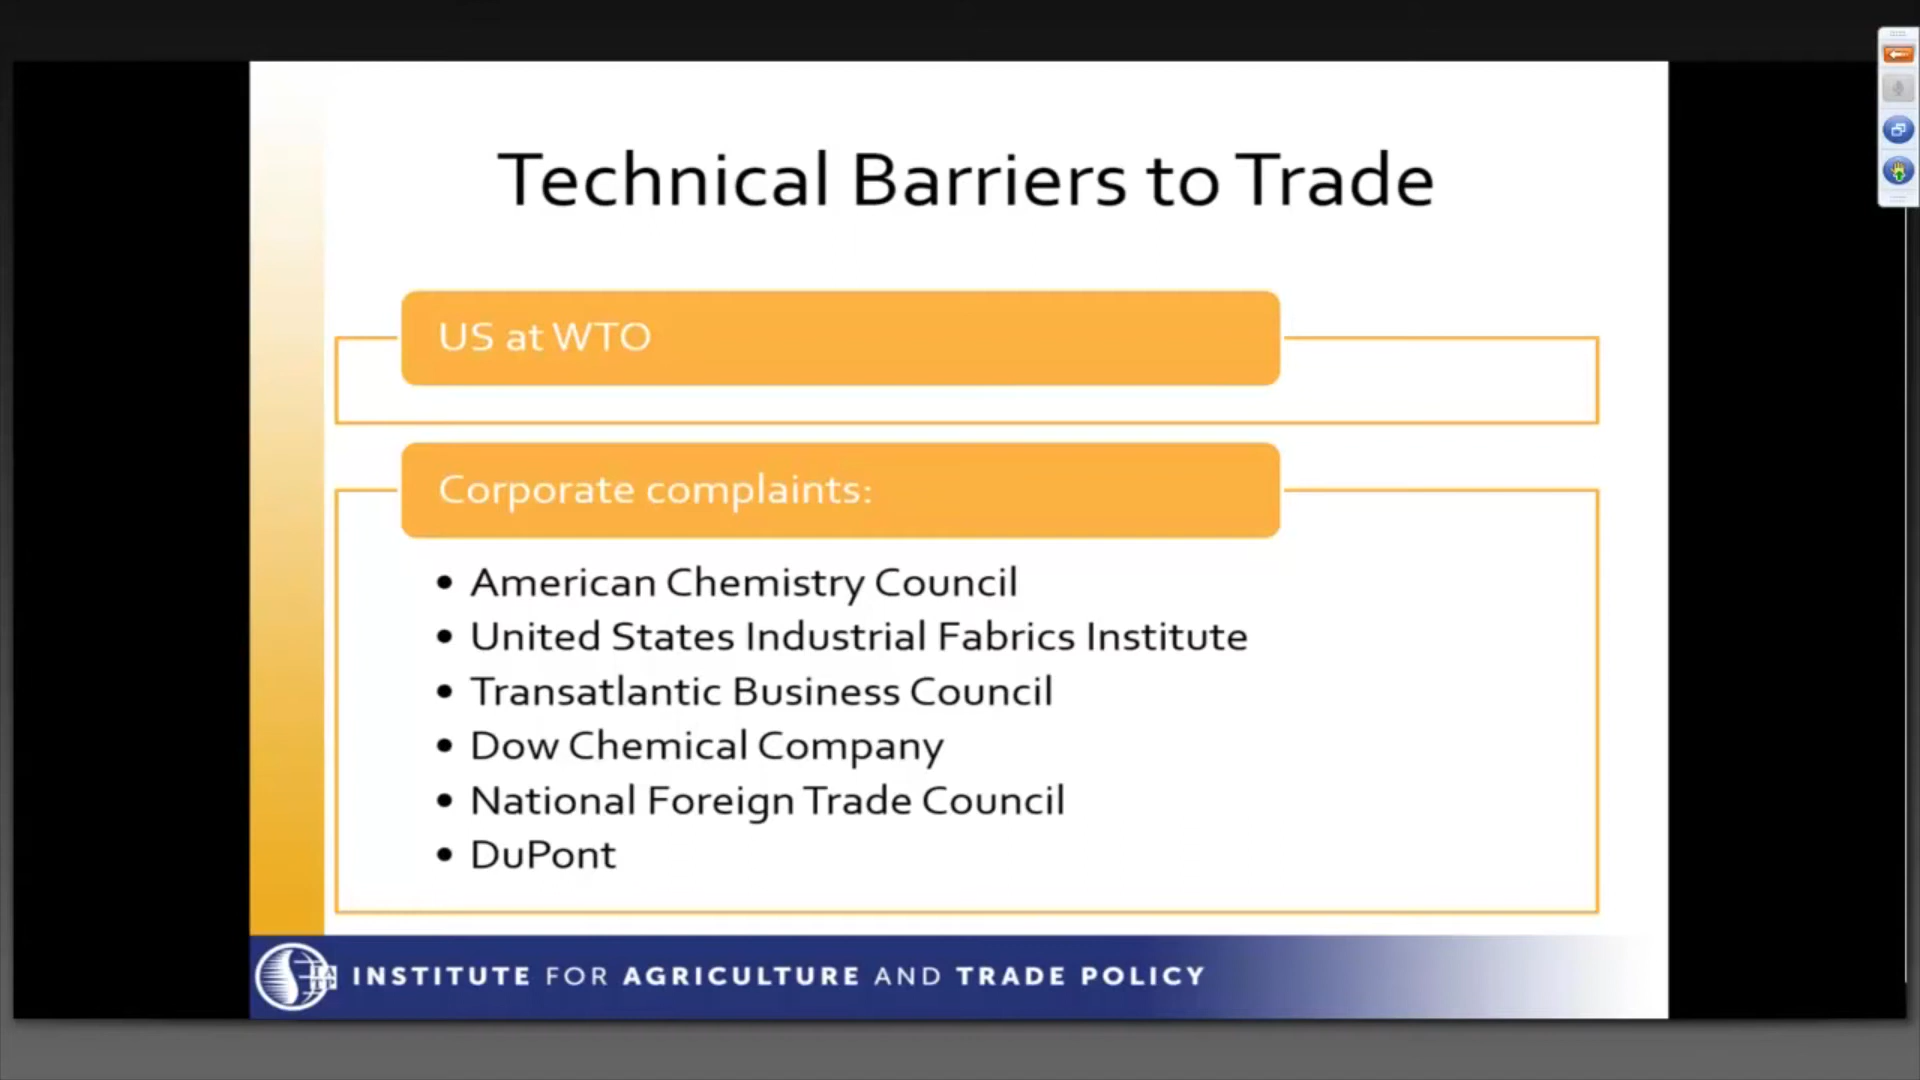 Technical Barriers to Trade
US at WTO
Corporate complaints:
• American Chemistry Council
• United States Industrial Fabrics Institute
• Transatlantic Business Council
• Dow Chemical Company
• National Foreign Trade Council
• DuPont
IATP
INSTITUTE FOR AGRICULTURE AND TRADE POLICY